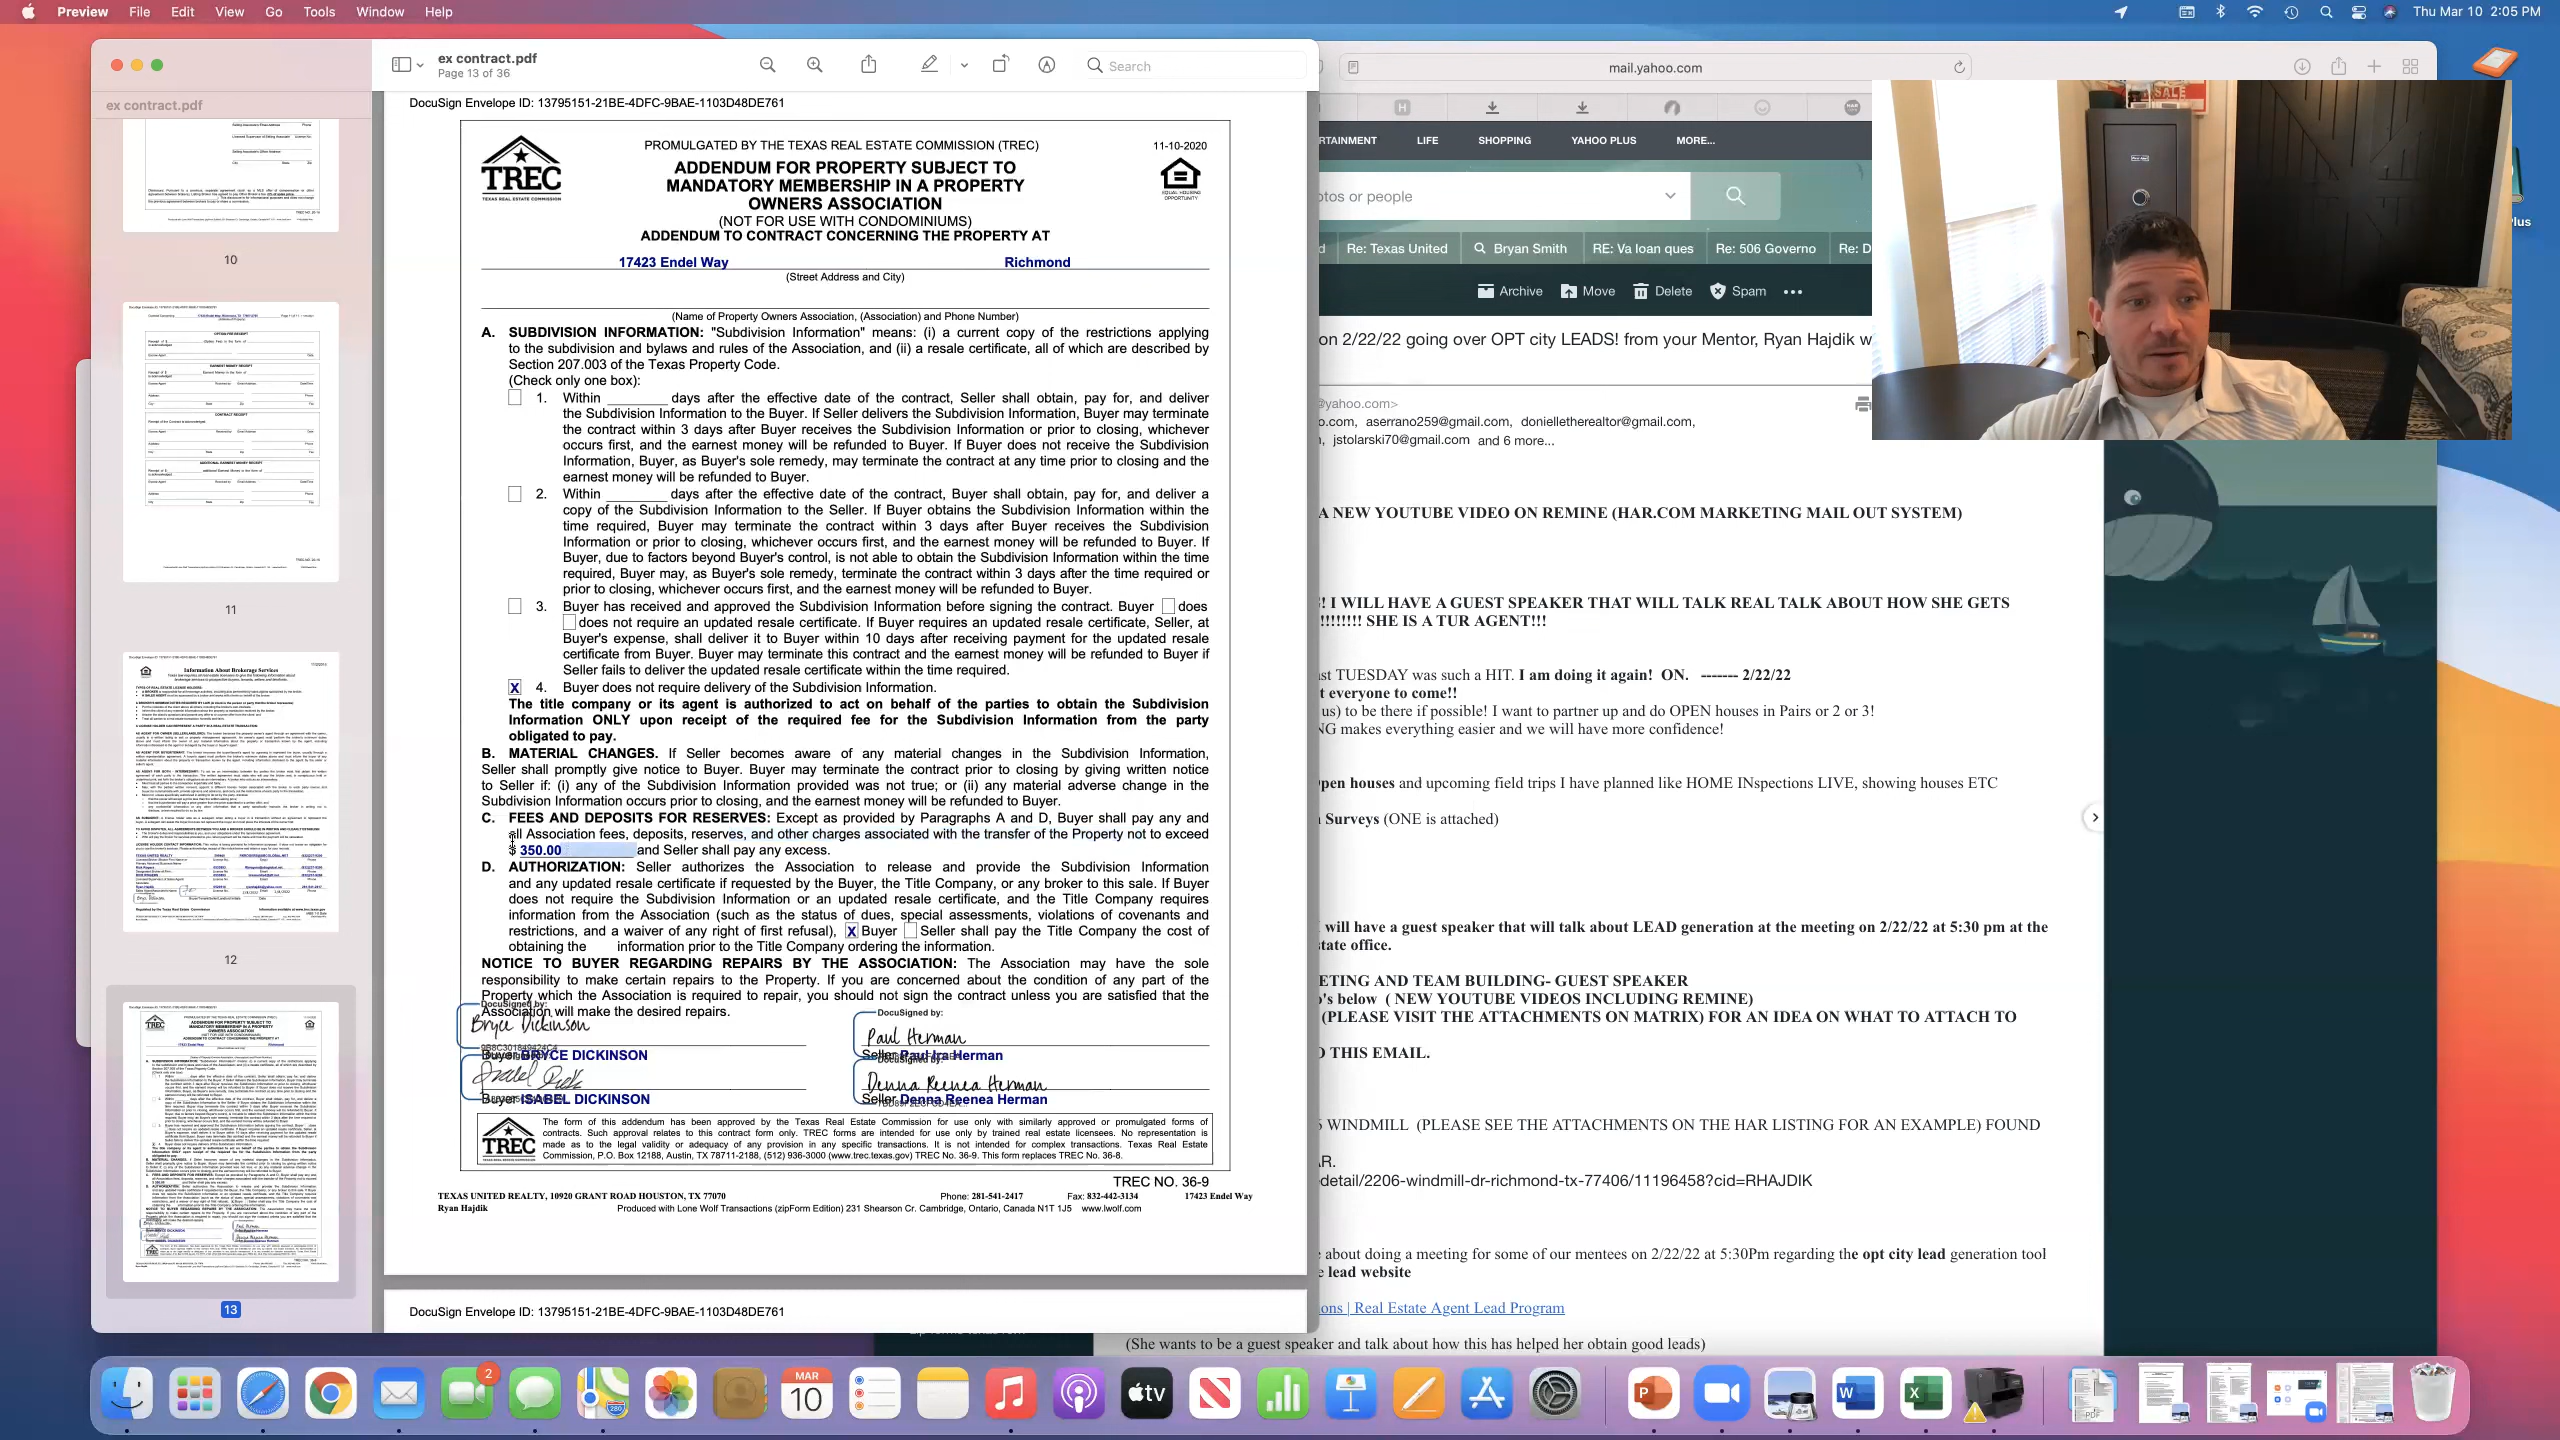 Preview File Edit View Go Tools Window Help
Thu Mar 10 2:05 PM
ex contract.pdf
Page 13 of 36
Search
ex contract.pdf
10
11
Information About Brokerage Services
12
13
DocuSign Envelope ID: 13795151-21BE-4DFC-9BAE-1103D48DE761
PROMULGATED BY THE TEXAS REAL ESTATE COMMISSION (TREC)
11-10-2020
TREC
TEXAS REAL ESTATE COMMISSION
EQUAL HOUSING
OPPORTUNITY
ADDENDUM FOR PROPERTY SUBJECT TO
MANDATORY MEMBERSHIP IN A PROPERTY
OWNERS ASSOCIATION
(NOT FOR USE WITH CONDOMINIUMS)
ADDENDUM TO CONTRACT CONCERNING THE PROPERTY AT
17423 Endel Way Richmond
(Street Address and City)
(Name of Property Owners Association, (Association) and Phone Number)
A. SUBDIVISION INFORMATION: "Subdivision Information" means: (i) a current copy of the restrictions applying
to the subdivision and bylaws and rules of the Association, and (ii) a resale certificate, all of which are described by
Section 207.003 of the Texas Property Code.
(Check only one box):
1. Within ________ days after the effective date of the contract, Seller shall obtain, pay for, and deliver
the Subdivision Information to the Buyer. If Seller delivers the Subdivision Information, Buyer may terminate
the contract within 3 days after Buyer receives the Subdivision Information or prior to closing, whichever
occurs first, and the earnest money will be refunded to Buyer. If Buyer does not receive the Subdivision
Information, Buyer, as Buyer's sole remedy, may terminate the contract at any time prior to closing and the
earnest money will be refunded to Buyer.
2. Within ________ days after the effective date of the contract, Buyer shall obtain, pay for, and deliver a
copy of the Subdivision Information to the Seller. If Buyer obtains the Subdivision Information within the
time required, Buyer may terminate the contract within 3 days after Buyer receives the Subdivision
Information or prior to closing, whichever occurs first, and the earnest money will be refunded to Buyer. If
Buyer, due to factors beyond Buyer's control, is not able to obtain the Subdivision Information within the time
required, Buyer may, as Buyer's sole remedy, terminate the contract within 3 days after the time required or
prior to closing, whichever occurs first, and the earnest money will be refunded to Buyer.
3. Buyer has received and approved the Subdivision Information before signing the contract. Buyer does
does not require an updated resale certificate. If Buyer requires an updated resale certificate, Seller, at
Buyer's expense, shall deliver it to Buyer within 10 days after receiving payment for the updated resale
certificate from Buyer. Buyer may terminate this contract and the earnest money will be refunded to Buyer if
Seller fails to deliver the updated resale certificate within the time required.
X 4. Buyer does not require delivery of the Subdivision Information.
The title company or its agent is authorized to act on behalf of the parties to obtain the Subdivision
Information ONLY upon receipt of the required fee for the Subdivision Information from the party
obligated to pay.
B. MATERIAL CHANGES. If Seller becomes aware of any material changes in the Subdivision Information,
Seller shall promptly give notice to Buyer. Buyer may terminate the contract prior to closing by giving written notice
to Seller if: (i) any of the Subdivision Information provided was not true; or (ii) any material adverse change in the
Subdivision Information occurs prior to closing, and the earnest money will be refunded to Buyer.
C. FEES AND DEPOSITS FOR RESERVES: Except as provided by Paragraphs A and D, Buyer shall pay any and
all Association fees, deposits, reserves, and other charges associated with the transfer of the Property not to exceed
$ 350.00 and Seller shall pay any excess.
D. AUTHORIZATION: Seller authorizes the Association to release and provide the Subdivision Information
and any updated resale certificate if requested by the Buyer, the Title Company, or any broker to this sale. If Buyer
does not require the Subdivision Information or an updated resale certificate, and the Title Company requires
information from the Association (such as the status of dues, special assessments, violations of covenants and
restrictions, and a waiver of any right of first refusal), X Buyer Seller shall pay the Title Company the cost of
obtaining the information prior to the Title Company ordering the information.
NOTICE TO BUYER REGARDING REPAIRS BY THE ASSOCIATION: The Association may have the sole
responsibility to make certain repairs to the Property. If you are concerned about the condition of any part of the
Property which the Association is required to repair, you should not sign the contract unless you are satisfied that the
Association will make the desired repairs.
DocuSigned by:
Bryce Dickinson
Buyer BRYCE DICKINSON
DocuSigned by:
Paul Herman
Seller Paul Ira Herman
Buyer ISABEL DICKINSON
DocuSigned by:
Denna Reenea Herman
Seller Denna Reenea Herman
TREC
TEXAS REAL ESTATE COMMISSION
The form of this addendum has been approved by the Texas Real Estate Commission for use only with similarly approved or promulgated forms of
contracts. Such approval relates to this contract form only. TREC forms are intended for use only by trained real estate licensees. No representation is
made as to the legal validity or adequacy of any provision in any specific transactions. It is not intended for complex transactions. Texas Real Estate
Commission, P.O. Box 12188, Austin, TX 78711-2188, (512) 936-3000 (www.trec.texas.gov) TREC No. 36-9. This form replaces TREC No. 36-8.
TREC NO. 36-9
TEXAS UNITED REALTY, 10920 GRANT ROAD HOUSTON, TX 77070 Phone: 281-541-2417 Fax: 832-442-3134 17423 Endel Way
Ryan Hajdik Produced with Lone Wolf Transactions (zipForm Edition) 231 Shearson Cr. Cambridge, Ontario, Canada N1T 1J5 www.lwolf.com
DocuSign Envelope ID: 13795151-21BE-4DFC-9BAE-1103D48DE761
mail.yahoo.com
RTAINMENT LIFE SHOPPING YAHOO PLUS MORE...
otos or people
d Re: Texas United Bryan Smith RE: Va loan ques Re: 506 Governo Re: D
Archive Move Delete Spam
on 2/22/22 going over OPT city LEADS! from your Mentor, Ryan Hajdik w
@yahoo.com>
o.com, aserrano259@gmail.com, donielletherealtor@gmail.com,
, jstolarski70@gmail.com and 6 more...
A NEW YOUTUBE VIDEO ON REMINE (HAR.COM MARKETING MAIL OUT SYSTEM)
! I WILL HAVE A GUEST SPEAKER THAT WILL TALK REAL TALK ABOUT HOW SHE GETS
!!!!!!!! SHE IS A TUR AGENT!!!
ast TUESDAY was such a HIT. I am doing it again! ON. ------- 2/22/22
t everyone to come!!
us) to be there if possible! I want to partner up and do OPEN houses in Pairs or 2 or 3!
NG makes everything easier and we will have more confidence!
pen houses and upcoming field trips I have planned like HOME INspections LIVE, showing houses ETC
Surveys (ONE is attached)
will have a guest speaker that will talk about LEAD generation at the meeting on 2/22/22 at 5:30 pm at the
state office.
ETING AND TEAM BUILDING- GUEST SPEAKER
o's below ( NEW YOUTUBE VIDEOS INCLUDING REMINE)
(PLEASE VISIT THE ATTACHMENTS ON MATRIX) FOR AN IDEA ON WHAT TO ATTACH TO
O THIS EMAIL.
6 WINDMILL (PLEASE SEE THE ATTACHMENTS ON THE HAR LISTING FOR AN EXAMPLE) FOUND
AR.
edetail/2206-windmill-dr-richmond-tx-77406/11196458?cid=RHAJDIK
about doing a meeting for some of our mentees on 2/22/22 at 5:30Pm regarding the opt city lead generation tool
e lead website
ons | Real Estate Agent Lead Program
(She wants to be a guest speaker and talk about how this has helped her obtain good leads)
lus
SALE
2
MAR
10
tv
280